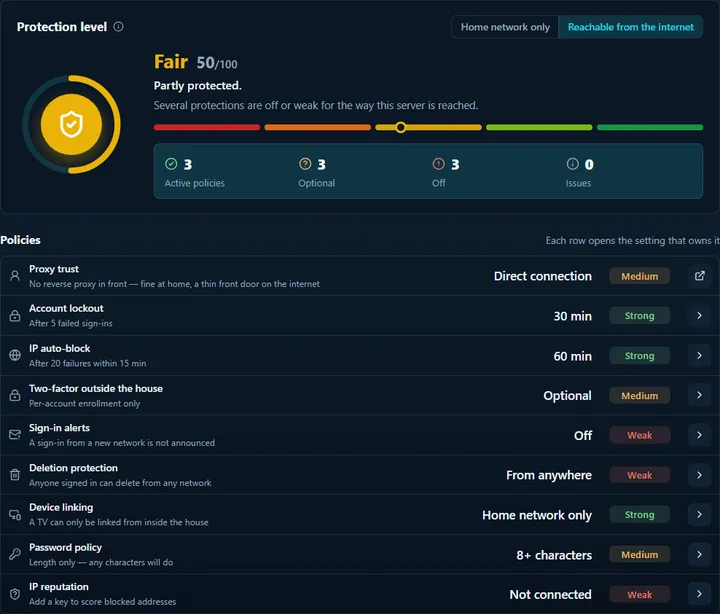 Protection level
Home network only
Reachable from the internet
Fair 50/100
Partly protected.
Several protections are off or weak for the way this server is reached.
3
Active policies
3
Optional
3
Off
0
Issues
Policies
Each row opens the setting that owns it
Proxy trust
No reverse proxy in front — fine at home, a thin front door on the internet
Direct connection
Medium
Account lockout
After 5 failed sign-ins
30 min
Strong
IP auto-block
After 20 failures within 15 min
60 min
Strong
Two-factor outside the house
Per-account enrollment only
Optional
Medium
Sign-in alerts
A sign-in from a new network is not announced
Off
Weak
Deletion protection
Anyone signed in can delete from any network
From anywhere
Weak
Device linking
A TV can only be linked from inside the house
Home network only
Strong
Password policy
Length only — any characters will do
8+ characters
Medium
IP reputation
Add a key to score blocked addresses
Not connected
Weak